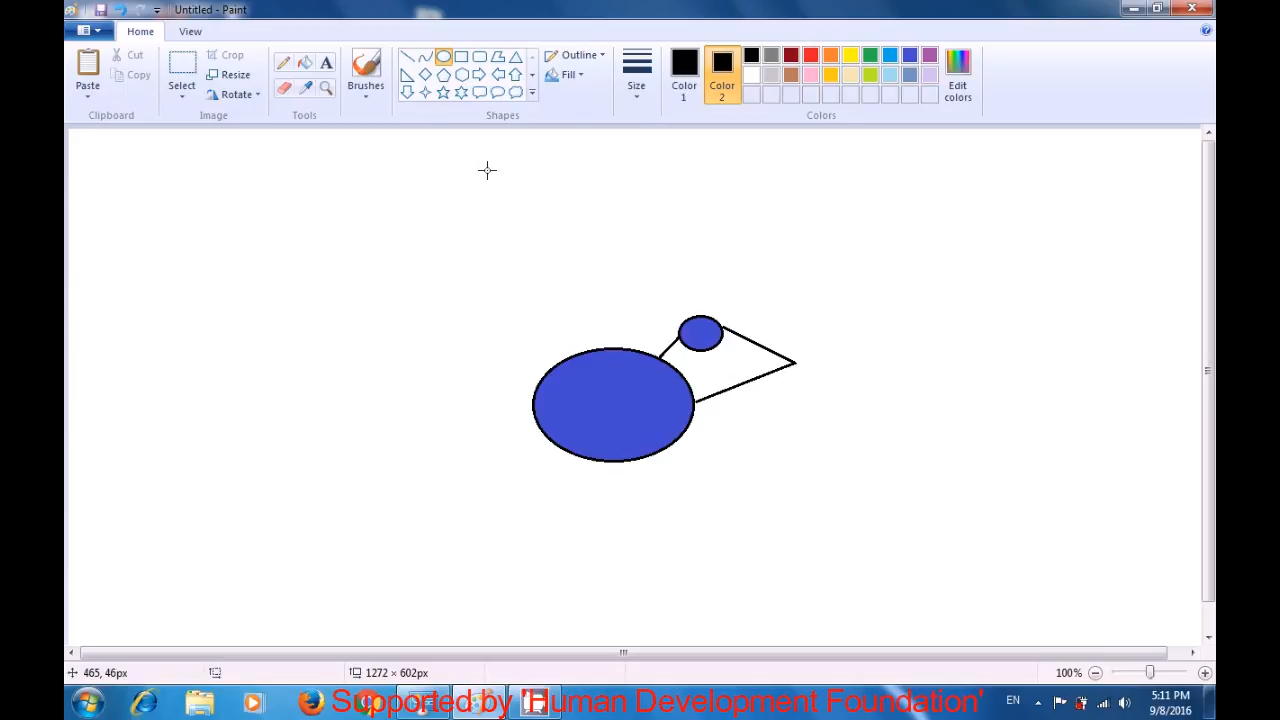 Untitled - Paint
Home View
Paste
Cut
Copy
Clipboard
Select
Crop
Resize
Rotate
Image
Tools
Brushes
Shapes
Outline
Fill
Size
Color 1
Color 2
Colors
Edit colors
465, 46px
1272 × 602px
100%
Supported by 'Human Development Foundation'
EN
5:11 PM
9/8/2016